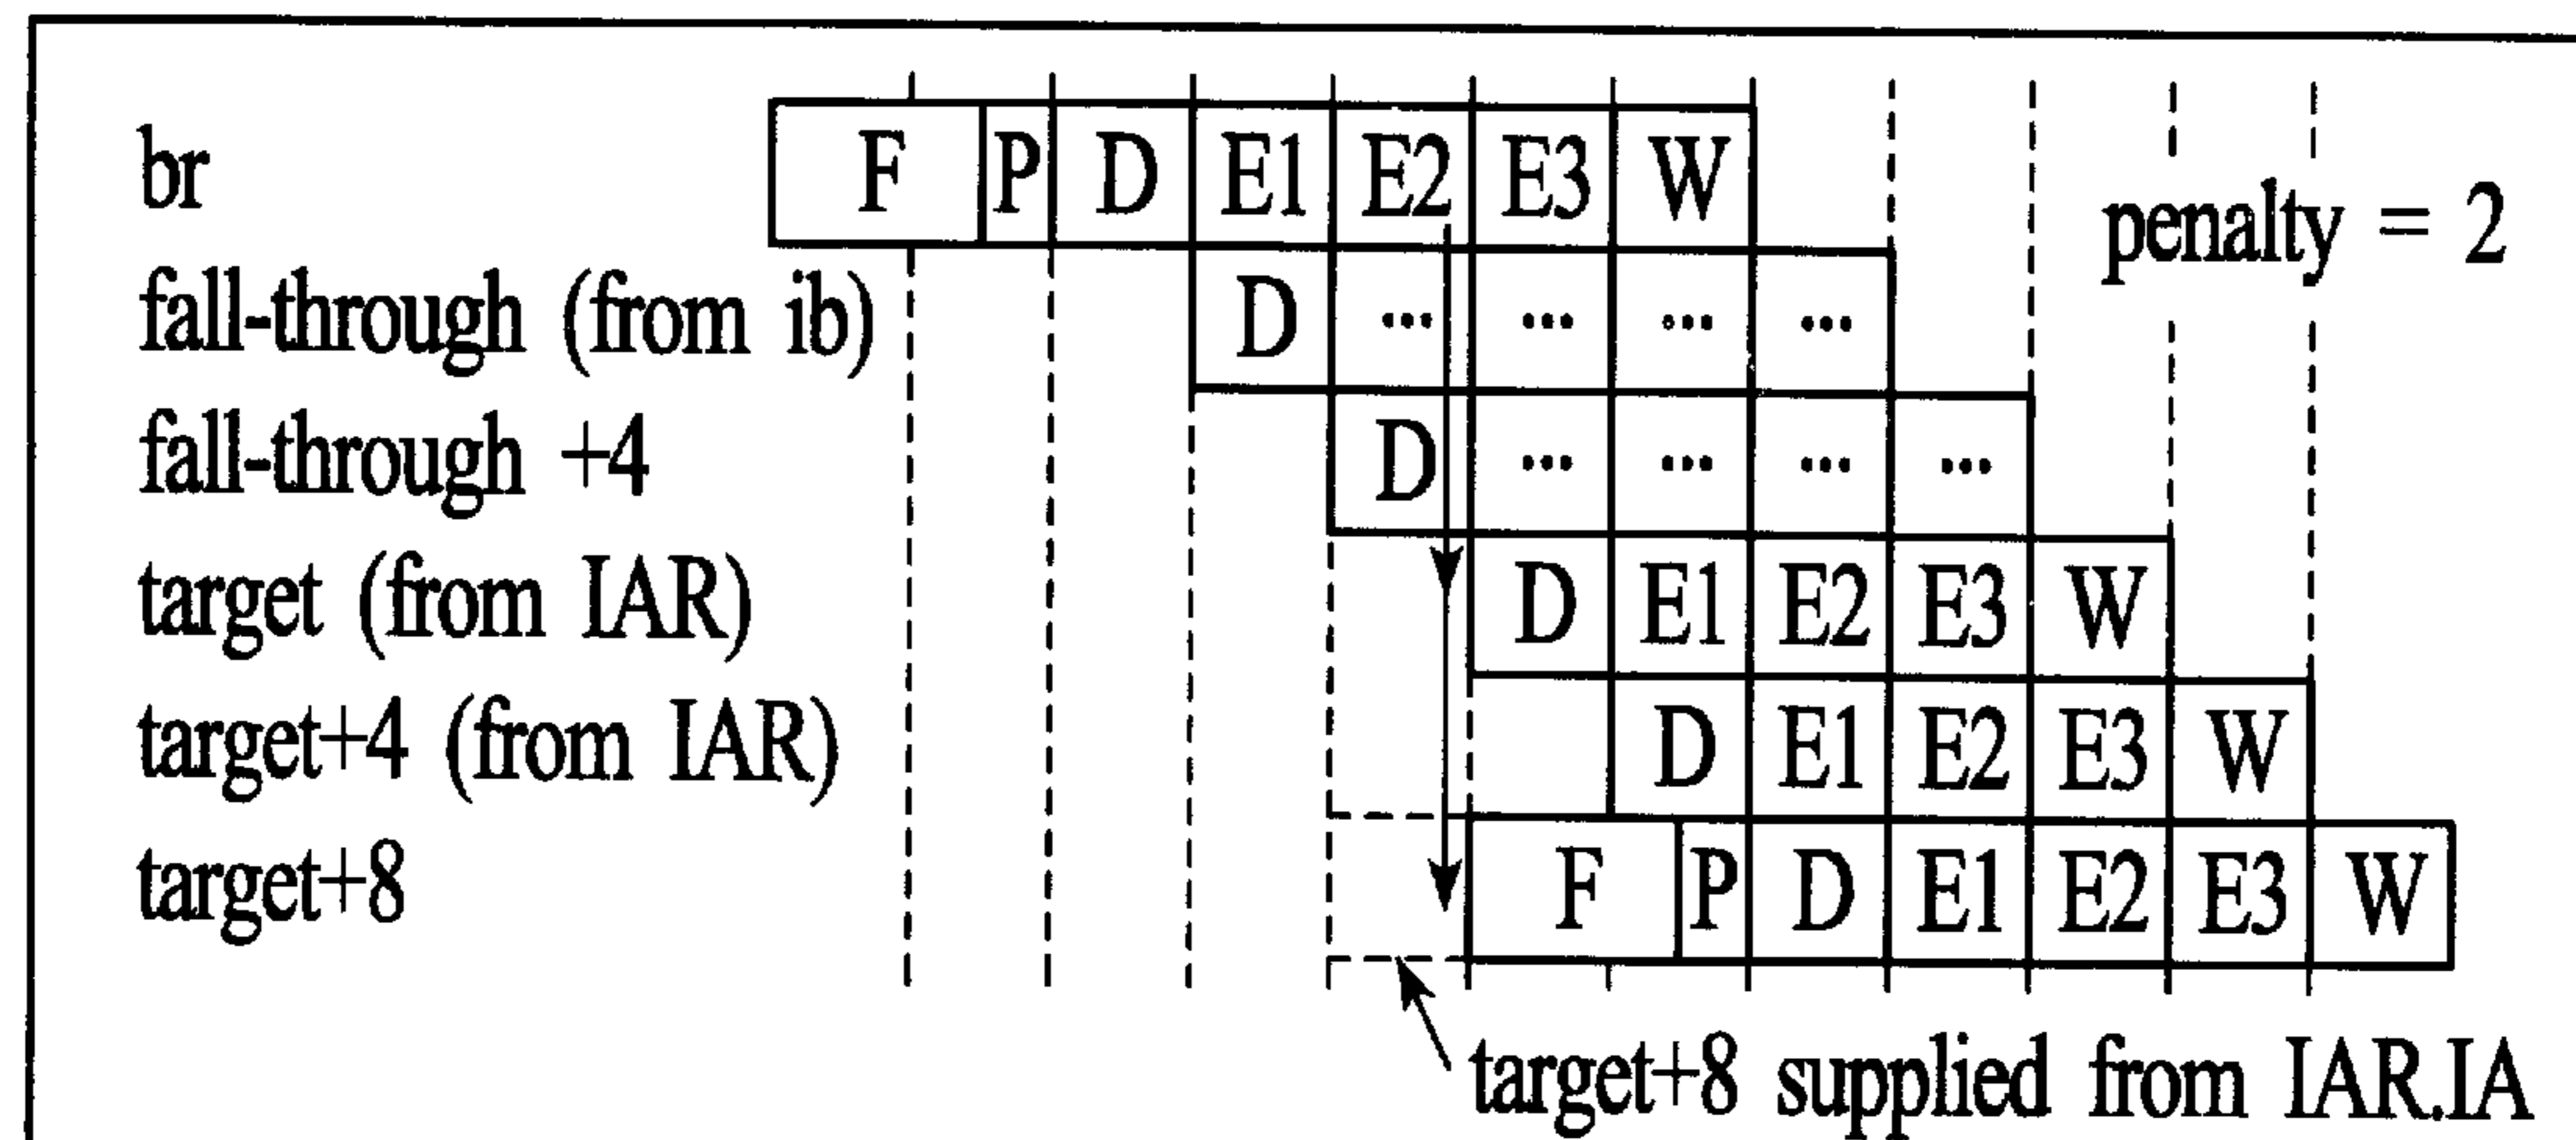 br F P D E1 E2 E3 W
penalty = 2
fall-through (from ib) D ... ... ... ...
fall-through +4 D ... ... ... ...
target (from IAR) D E1 E2 E3 W
target+4 (from IAR) D E1 E2 E3 W
target+8 F P D E1 E2 E3 W
target+8 supplied from IAR.IA